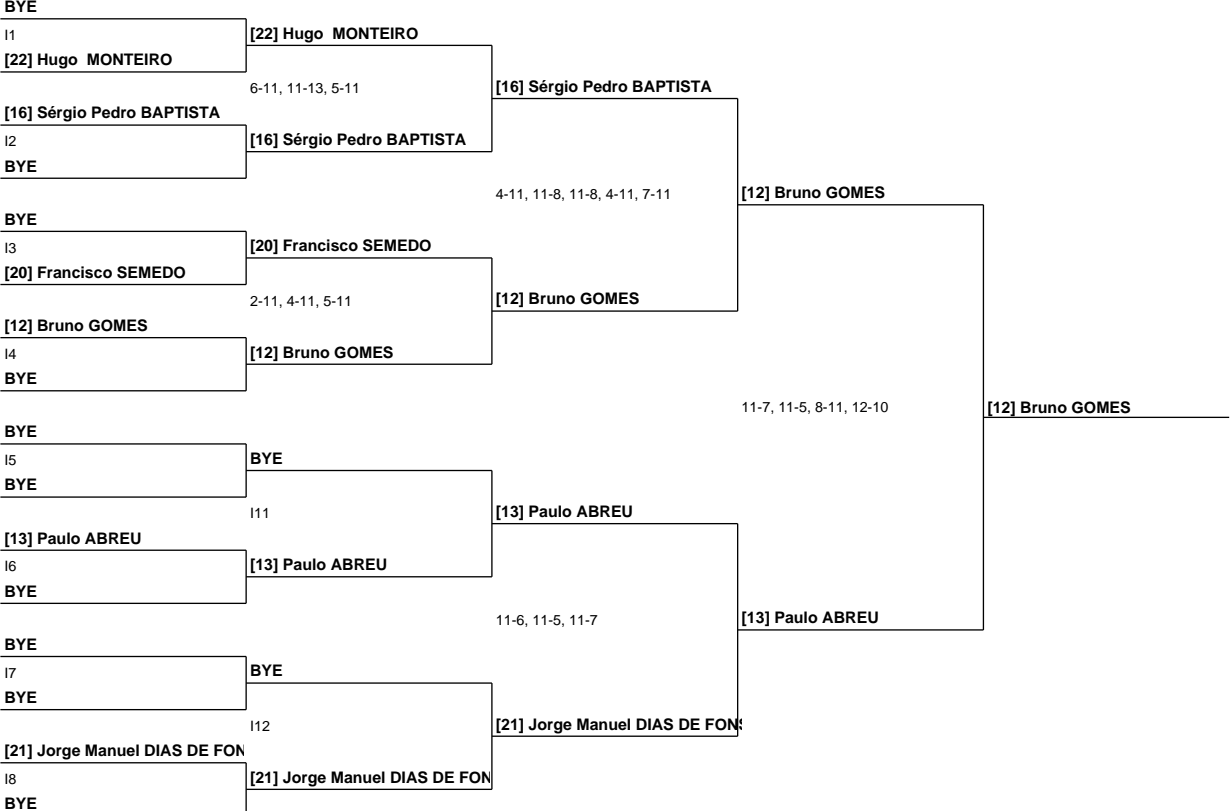 BYE
I1
[22] Hugo MONTEIRO
[22] Hugo MONTEIRO
6-11, 11-13, 5-11
[16] Sérgio Pedro BAPTISTA
[16] Sérgio Pedro BAPTISTA
I2
[16] Sérgio Pedro BAPTISTA
BYE
4-11, 11-8, 11-8, 4-11, 7-11
[12] Bruno GOMES
BYE
I3
[20] Francisco SEMEDO
[20] Francisco SEMEDO
2-11, 4-11, 5-11
[12] Bruno GOMES
[12] Bruno GOMES
I4
[12] Bruno GOMES
BYE
11-7, 11-5, 8-11, 12-10
[12] Bruno GOMES
BYE
I5
BYE
BYE
I11
[13] Paulo ABREU
[13] Paulo ABREU
I6
[13] Paulo ABREU
BYE
11-6, 11-5, 11-7
[13] Paulo ABREU
BYE
I7
BYE
BYE
I12
[21] Jorge Manuel DIAS DE FON
[21] Jorge Manuel DIAS DE FON
I8
[21] Jorge Manuel DIAS DE FON
BYE